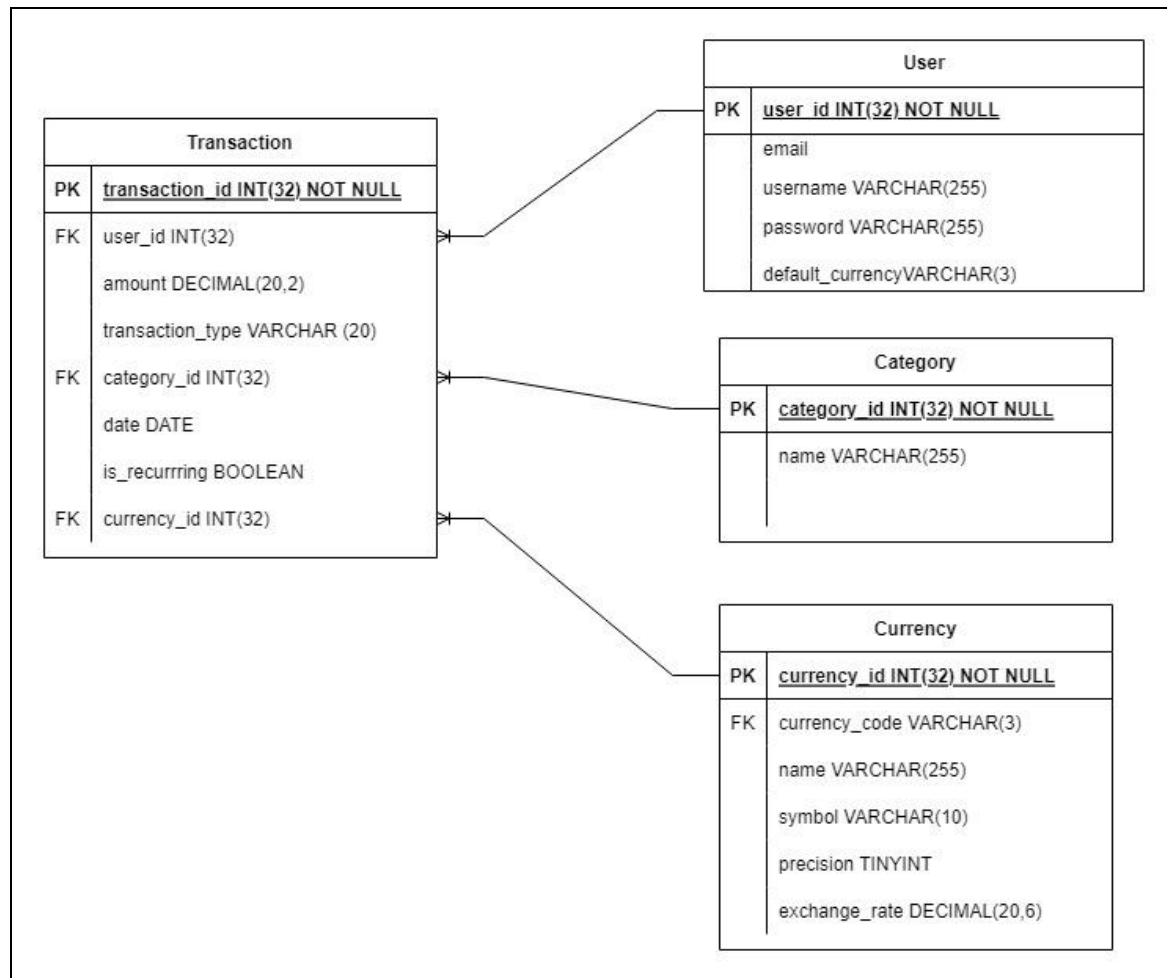 Transaction
PK transaction_id INT(32) NOT NULL
FK user_id INT(32)
amount DECIMAL(20,2)
transaction_type VARCHAR (20)
FK category_id INT(32)
date DATE
is_recurrring BOOLEAN
FK currency_id INT(32)
User
PK user_id INT(32) NOT NULL
email
username VARCHAR(255)
password VARCHAR(255)
default_currencyVARCHAR(3)
Category
PK category_id INT(32) NOT NULL
name VARCHAR(255)
Currency
PK currency_id INT(32) NOT NULL
FK currency_code VARCHAR(3)
name VARCHAR(255)
symbol VARCHAR(10)
precision TINYINT
exchange_rate DECIMAL(20,6)